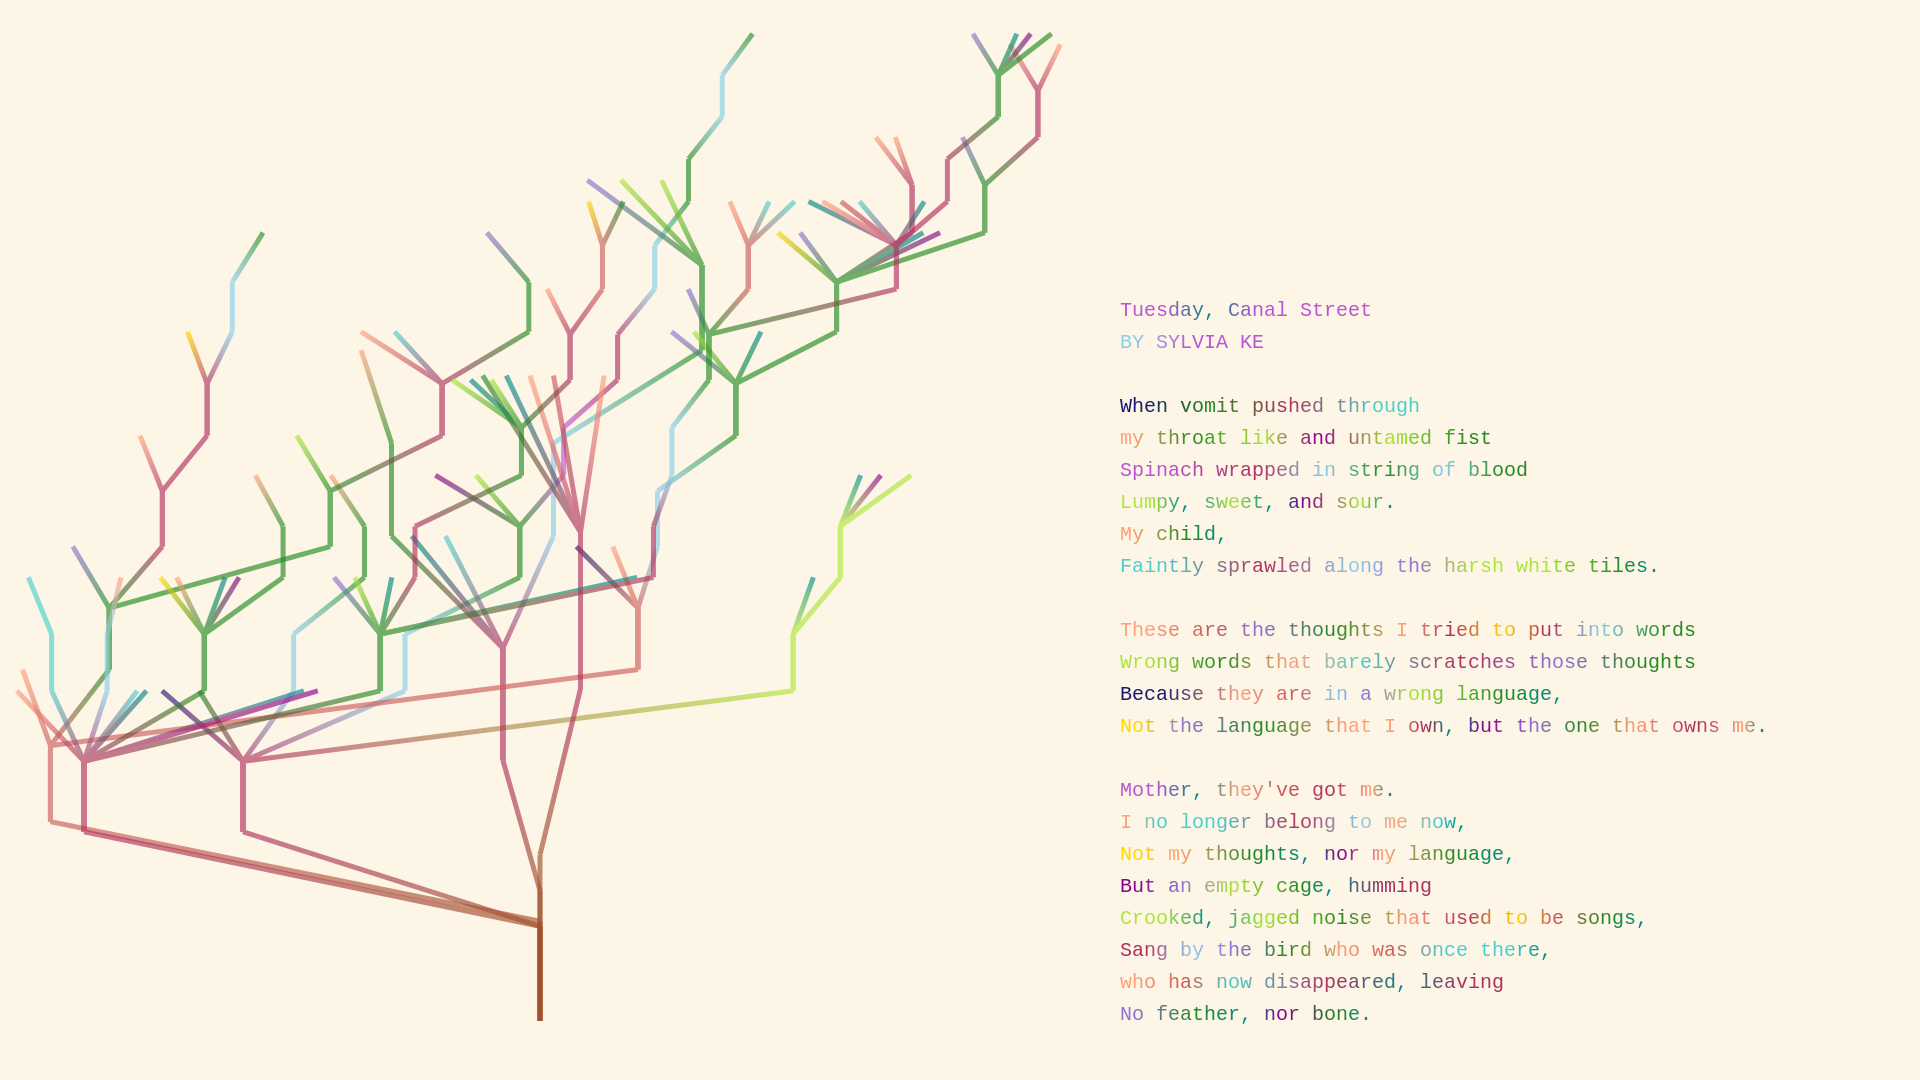 Tuesday, Canal Street
BY SYLVIA KE
When vomit pushed through
my throat like and untamed fist
Spinach wrapped in string of blood
Lumpy, sweet, and sour.
My child,
Faintly sprawled along the harsh white tiles.
These are the thoughts I tried to put into words
Wrong words that barely scratches those thoughts
Because they are in a wrong language,
Not the language that I own, but the one that owns me.
Mother, they've got me.
I no longer belong to me now,
Not my thoughts, nor my language,
But an empty cage, humming
Crooked, jagged noise that used to be songs,
Sang by the bird who was once there,
who has now disappeared, leaving
No feather, nor bone.